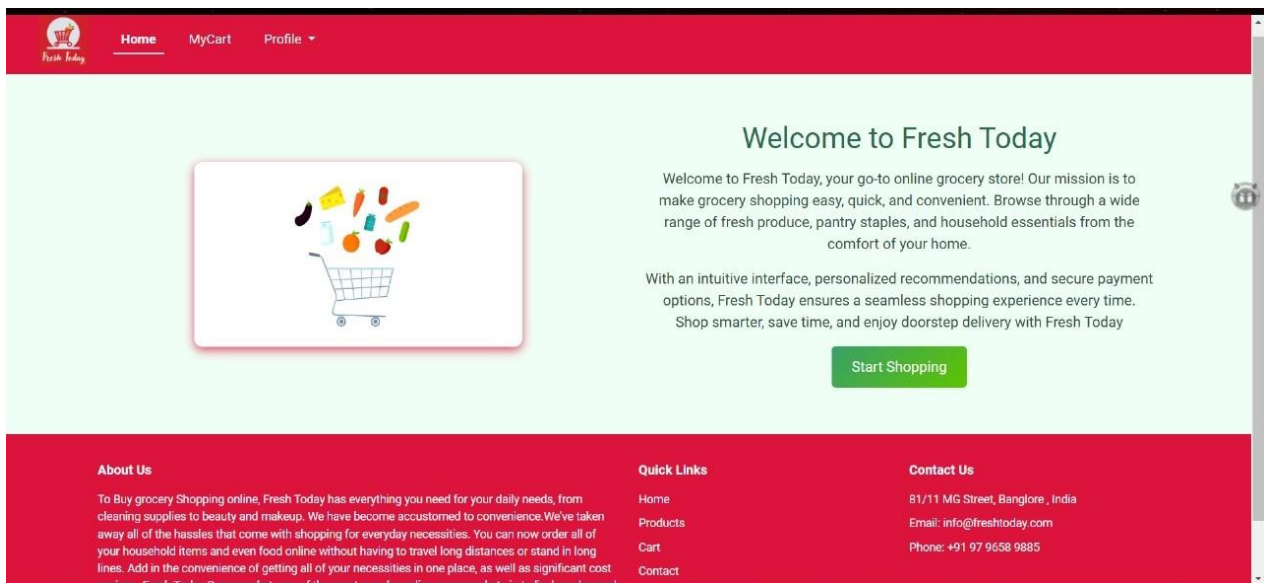 Fresh Today
Home
MyCart
Profile
Welcome to Fresh Today
Welcome to Fresh Today, your go-to online grocery store! Our mission is to
make grocery shopping easy, quick, and convenient. Browse through a wide
range of fresh produce, pantry staples, and household essentials from the
comfort of your home.
With an intuitive interface, personalized recommendations, and secure payment
options, Fresh Today ensures a seamless shopping experience every time.
Shop smarter, save time, and enjoy doorstep delivery with Fresh Today
Start Shopping
About Us
To Buy grocery Shopping online, Fresh Today has everything you need for your daily needs, from
cleaning supplies to beauty and makeup. We have become accustomed to convenience.We've taken
away all of the hassles that come with shopping for everyday necessities. You can now order all of
your household items and even food online without having to travel long distances or stand in long
lines. Add in the convenience of getting all of your necessities in one place, as well as significant cost
Quick Links
Home
Products
Cart
Contact
Contact Us
81/11 MG Street, Banglore , India
Email: info@freshtoday.com
Phone: +91 97 9658 9885